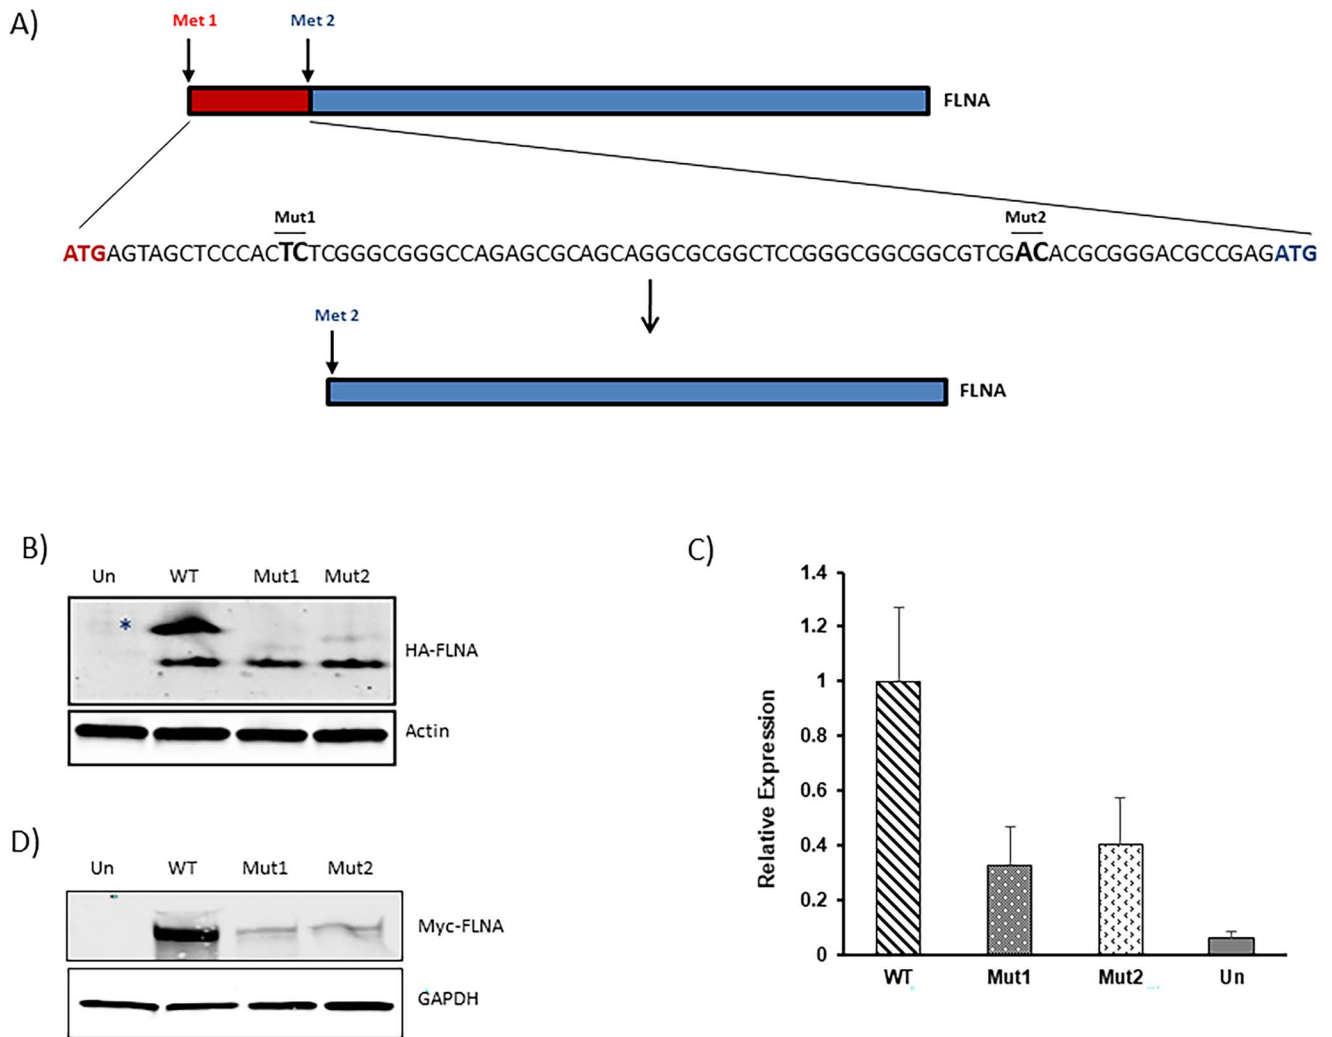 A)
Met 1 Met 2
FLNA
Mut1 Mut2
ATGAGTAGCTCCCACTCTCGGGCGGGCCAGAGCGCAGCAGGCGCGGCTCCGGGCGGCGGCGTCGACACGCGGGACGCCGAGATG
Met 2
FLNA
B)
Un WT Mut1 Mut2
*
HA-FLNA
Actin
C)
1.4
1.2
1
0.8
0.6
0.4
0.2
0
Relative Expression
WT Mut1 Mut2 Un
D)
Un WT Mut1 Mut2
Myc-FLNA
GAPDH